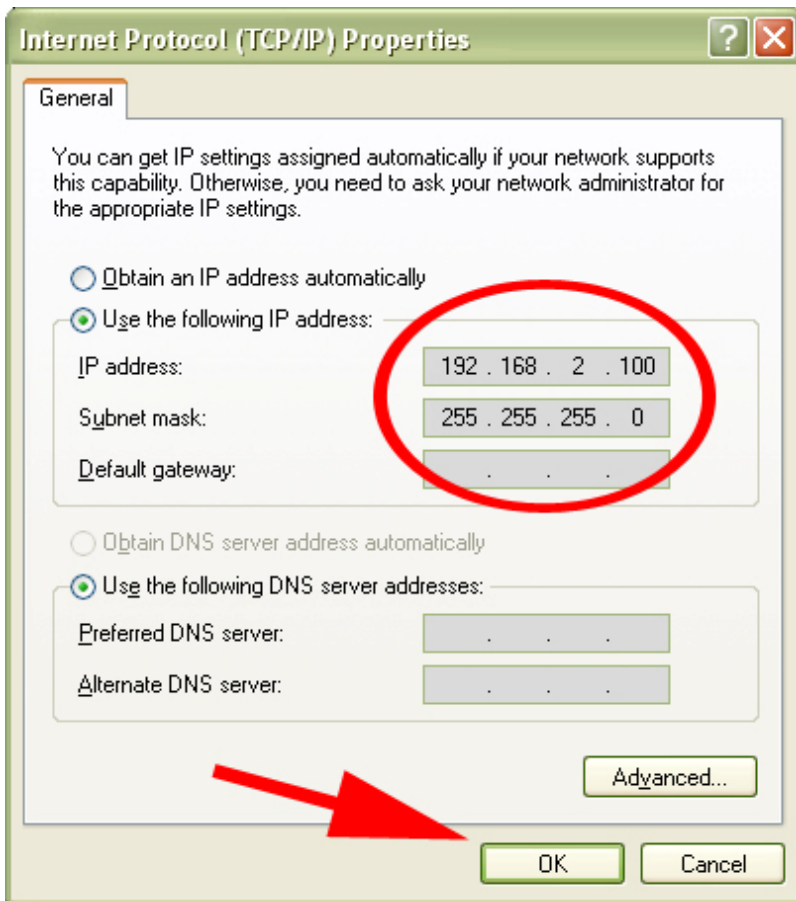 Internet Protocol (TCP/IP) Properties
?
General
You can get IP settings assigned automatically if your network supports
this capability. Otherwise, you need to ask your network administrator for
the appropriate IP settings.
Obtain an IP address automatically
Use the following IP address:
IP address: 192 . 168 . 2 . 100
Subnet mask: 255 . 255 . 255 . 0
Default gateway: . . .
Obtain DNS server address automatically
Use the following DNS server addresses:
Preferred DNS server: . . .
Alternate DNS server: . . .
Advanced...
OK Cancel